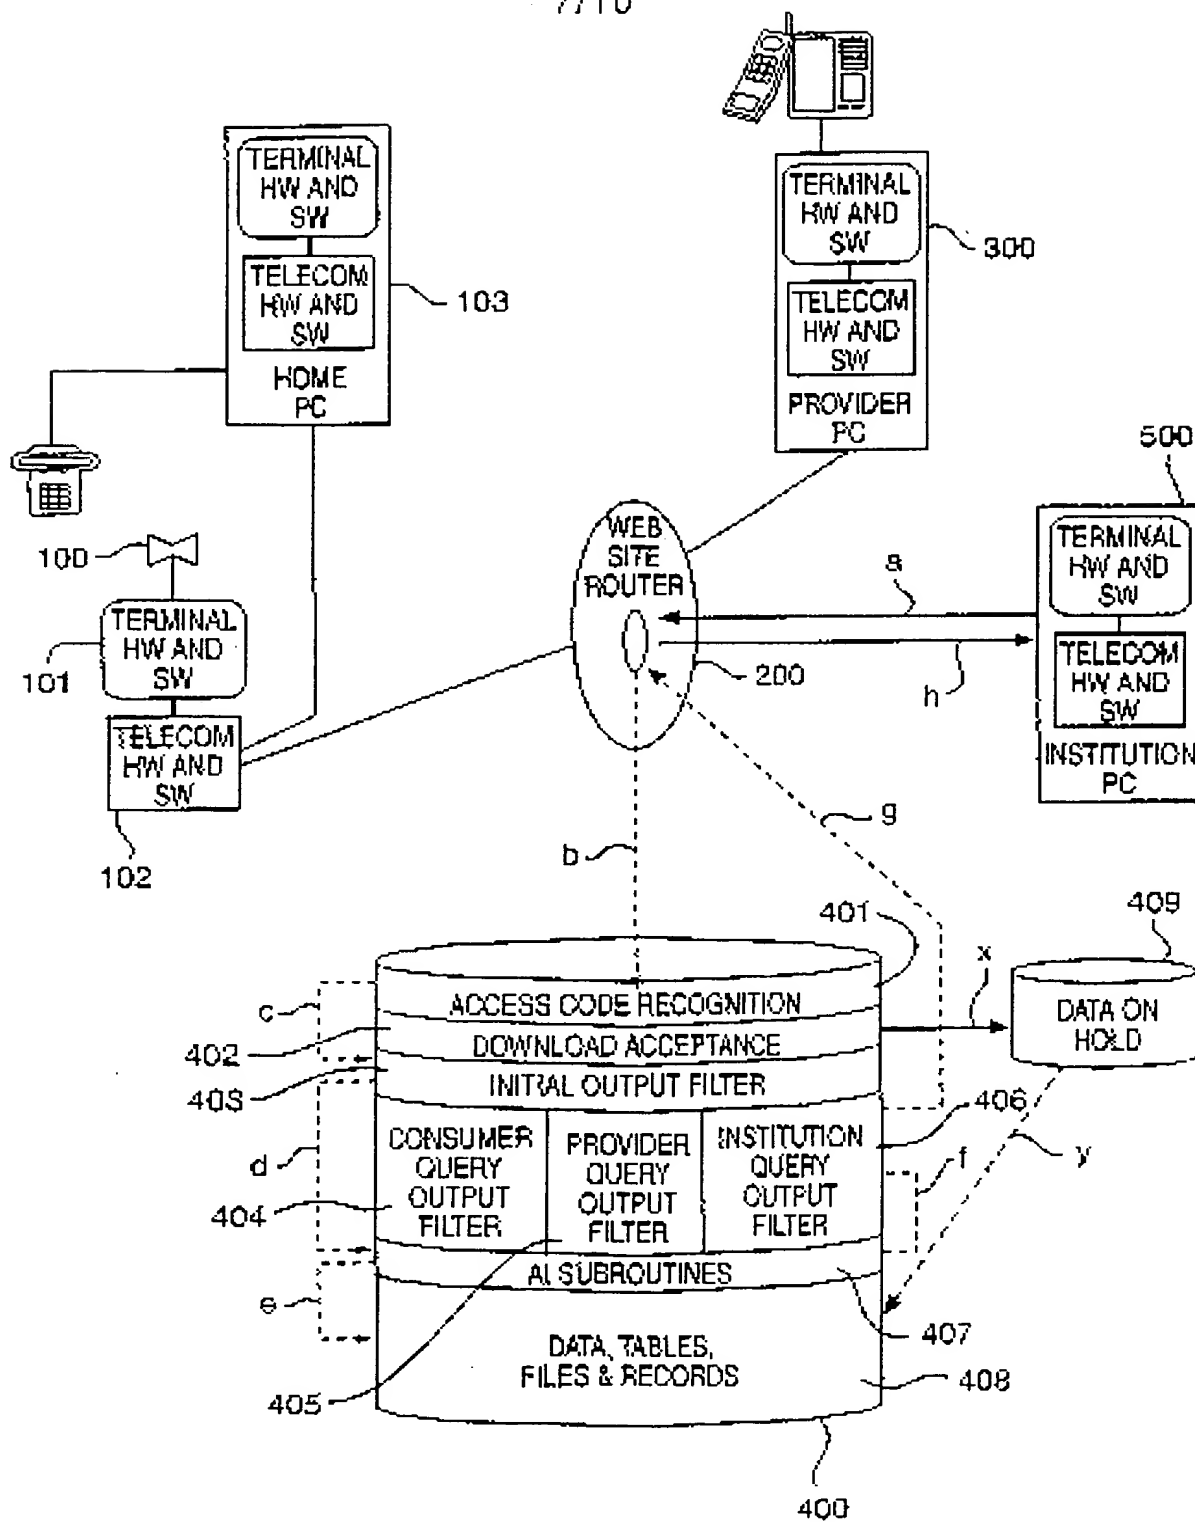 7/10
TERMINAL
HW AND
SW
TELECOM
HW AND
SW
HOME
PC
103
TERMINAL
HW AND
SW
TELECOM
HW AND
SW
PROVIDER
PC
300
500
TERMINAL
HW AND
SW
TELECOM
HW AND
SW
INSTITUTION
PC
100
TERMINAL
HW AND
SW
101
TELECOM
HW AND
SW
102
WEB
SITE
ROUTER
200
a
h
g
b
401
409
x
c
ACCESS CODE RECOGNITION
402
DOWNLOAD ACCEPTANCE
403
INITIAL OUTPUT FILTER
DATA ON
HOLD
406
d
CONSUMER
QUERY
OUTPUT
FILTER
404
PROVIDER
QUERY
OUTPUT
FILTER
INSTITUTION
QUERY
OUTPUT
FILTER
f
y
AI SUBROUTINES
e
407
DATA, TABLES,
FILES & RECORDS
405
408
400